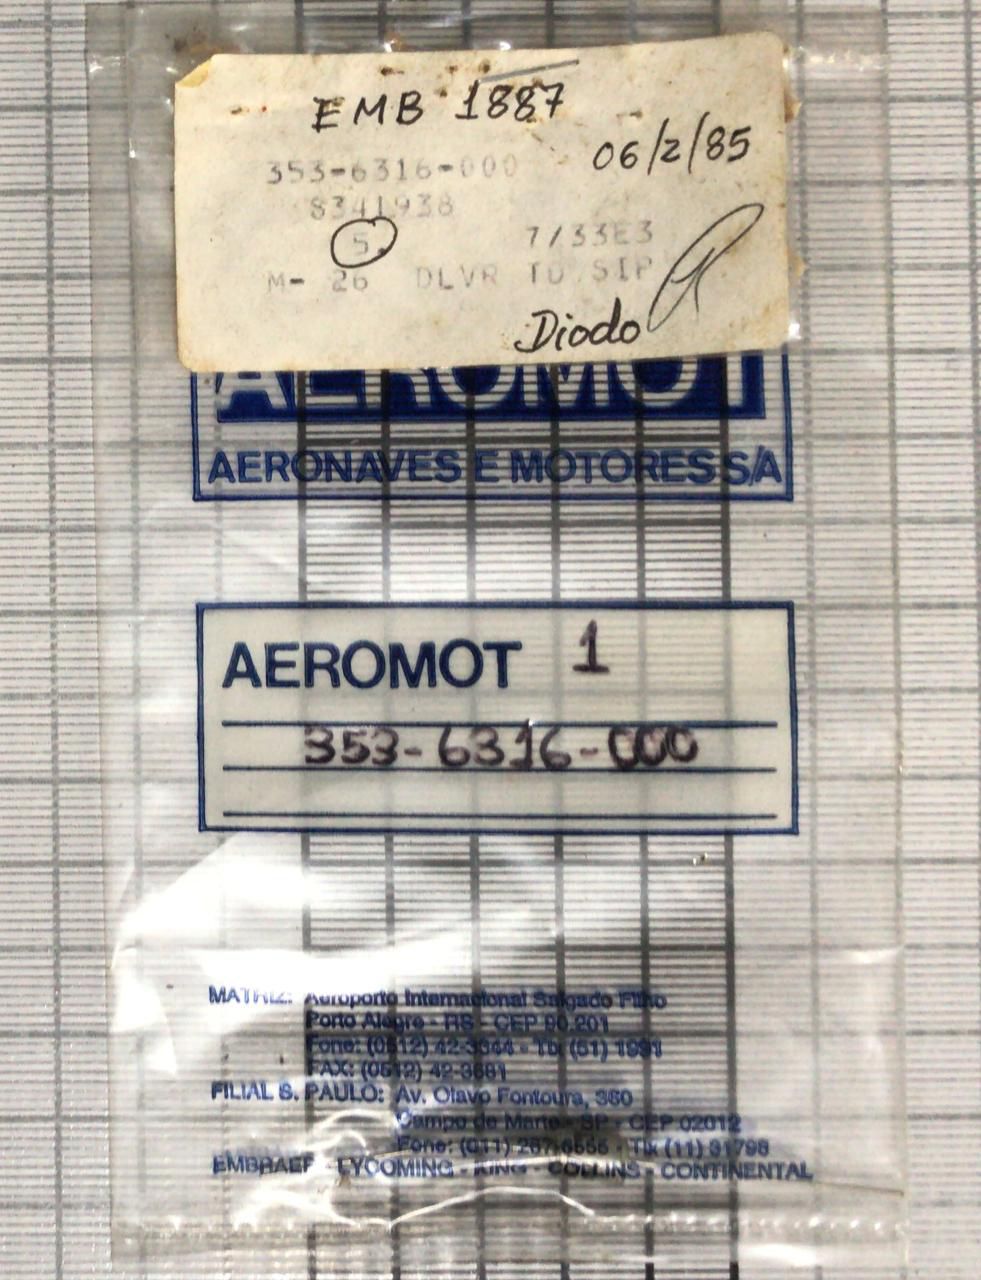 EMB 1887
353-6316-000 06/2/85
8341938
5. 7/33E3
M- 26 DLVR TO SIP
Diodo
AEROMOT
AERONAVES E MOTORES S/A
AEROMOT 1
353-6316-000
MATRIZ: Aeroporto Internacional Salgado Filho
Porto Alegre - RS - CEP 90.201
Fone: (0512) 42-3344 - Tlx (51) 1991
FAX: (0512) 42-3681
FILIAL S. PAULO: Av. Olavo Fontoura, 360
Campo de Marte - SP - CEP 02012
Fone: (011) - Tlx (11) 31798
EMBRAER - LYCOMING - KING - COLLINS - CONTINENTAL